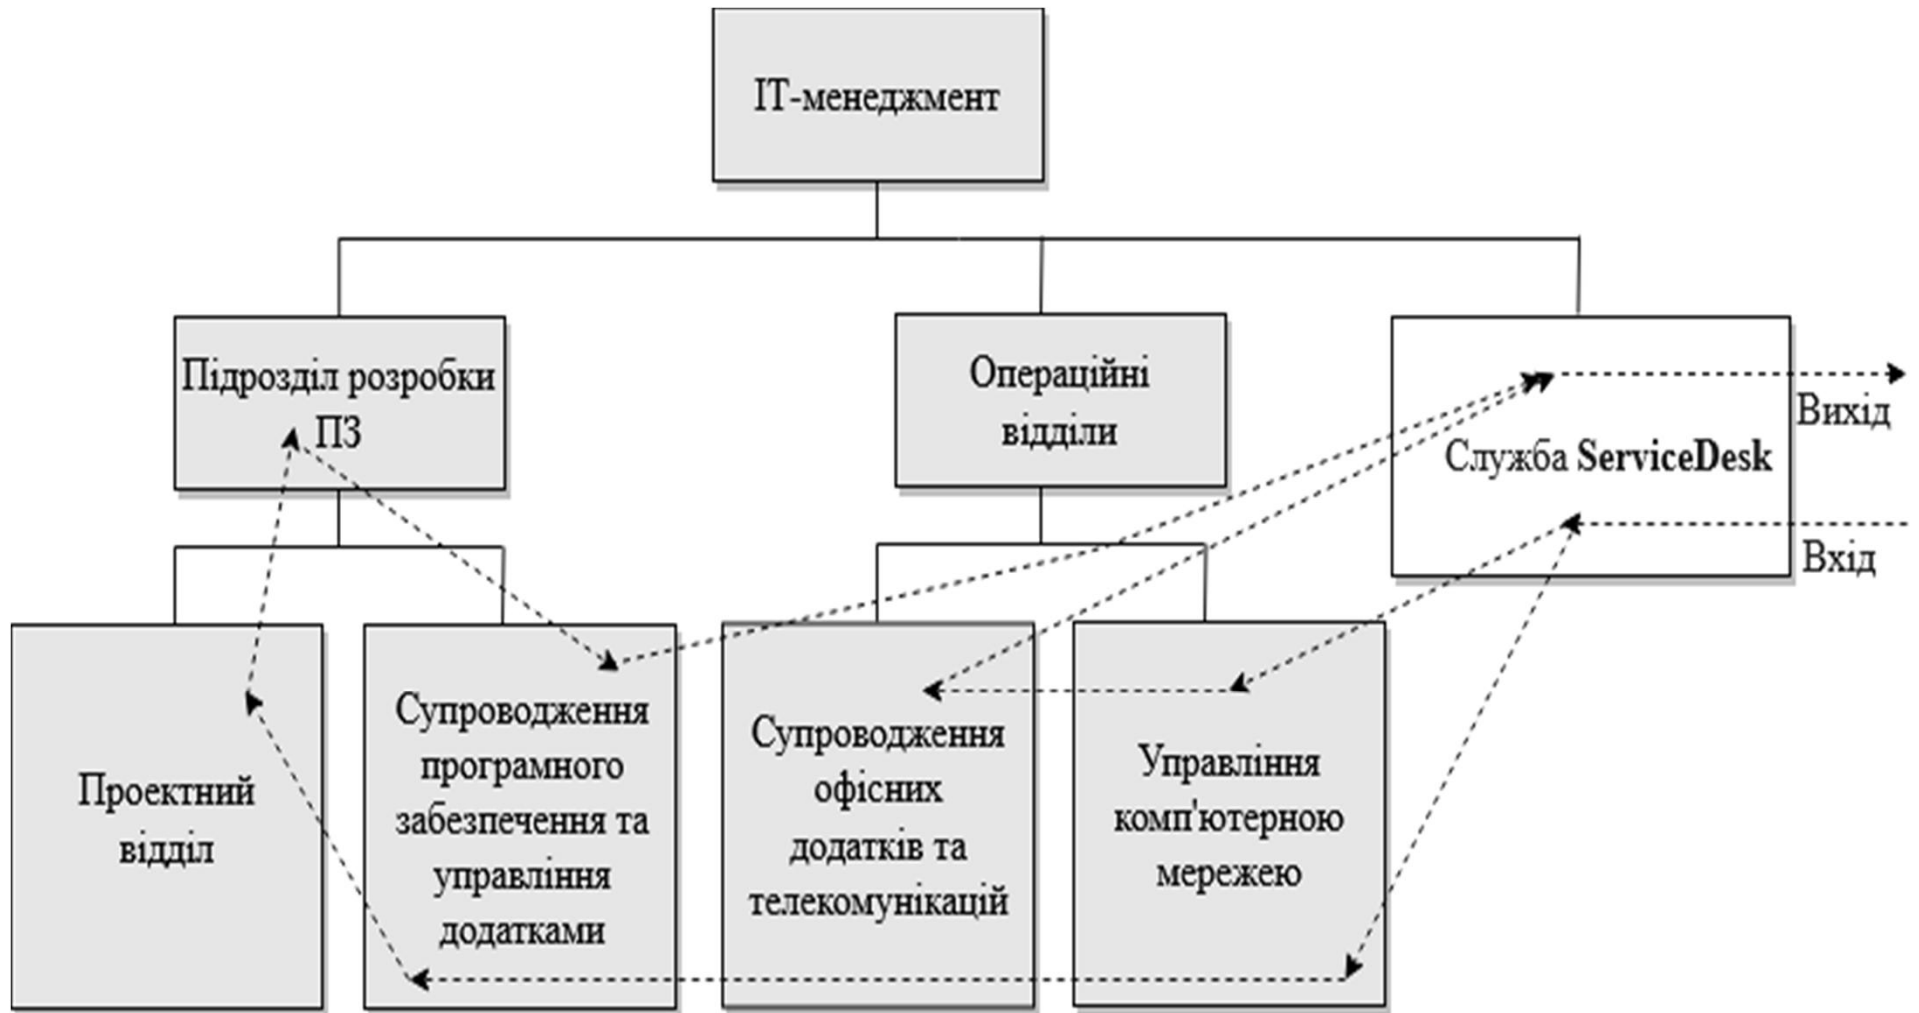 ІТ-менеджмент
Підрозділ розробки
ПЗ
Операційні
відділи
Вихід
Служба ServiceDesk
Вхід
Проектний
відділ
Супроводження
програмного
забезпечення та
управління
додатками
Супроводження
офісних
додатків та
телекомунікацій
Управління
комп'ютерною
мережею